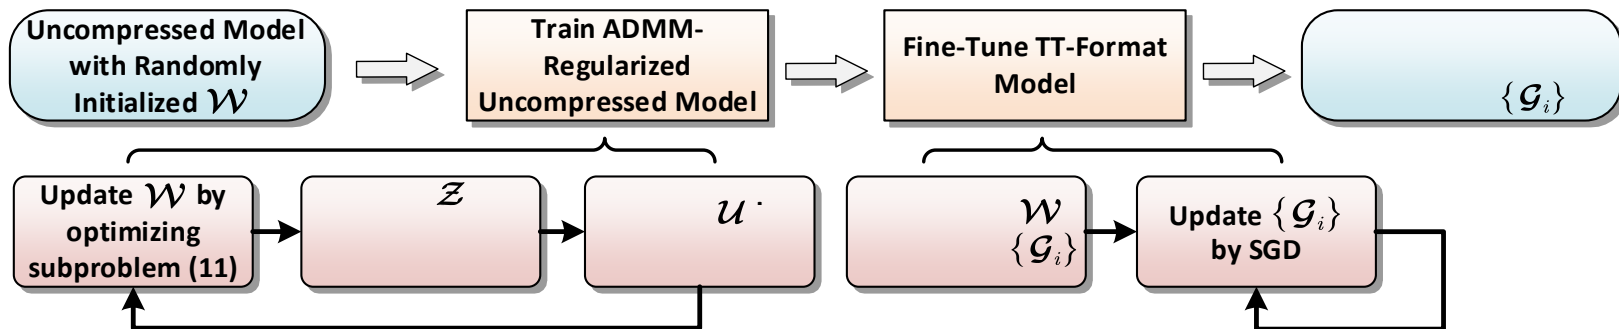 Uncompressed Model
with Randomly
Initialized 𝓦
Train ADMM-
Regularized
Uncompressed Model
Fine-Tune TT-Format
Model
{𝓖ᵢ}
Update 𝓦 by
optimizing
subproblem (11)
𝓩
𝓤
𝓦
{𝓖ᵢ}
Update {𝓖ᵢ}
by SGD